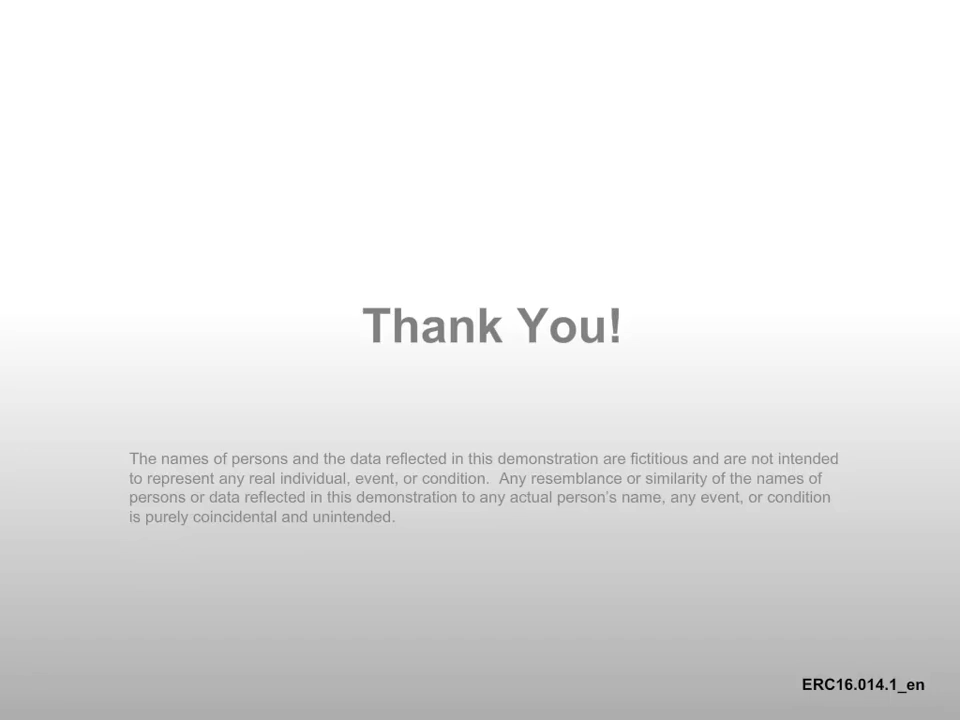 Thank You!
The names of persons and the data reflected in this demonstration are fictitious and are not intended
to represent any real individual, event, or condition.  Any resemblance or similarity of the names of
persons or data reflected in this demonstration to any actual person’s name, any event, or condition
is purely coincidental and unintended.
ERC16.014.1_en